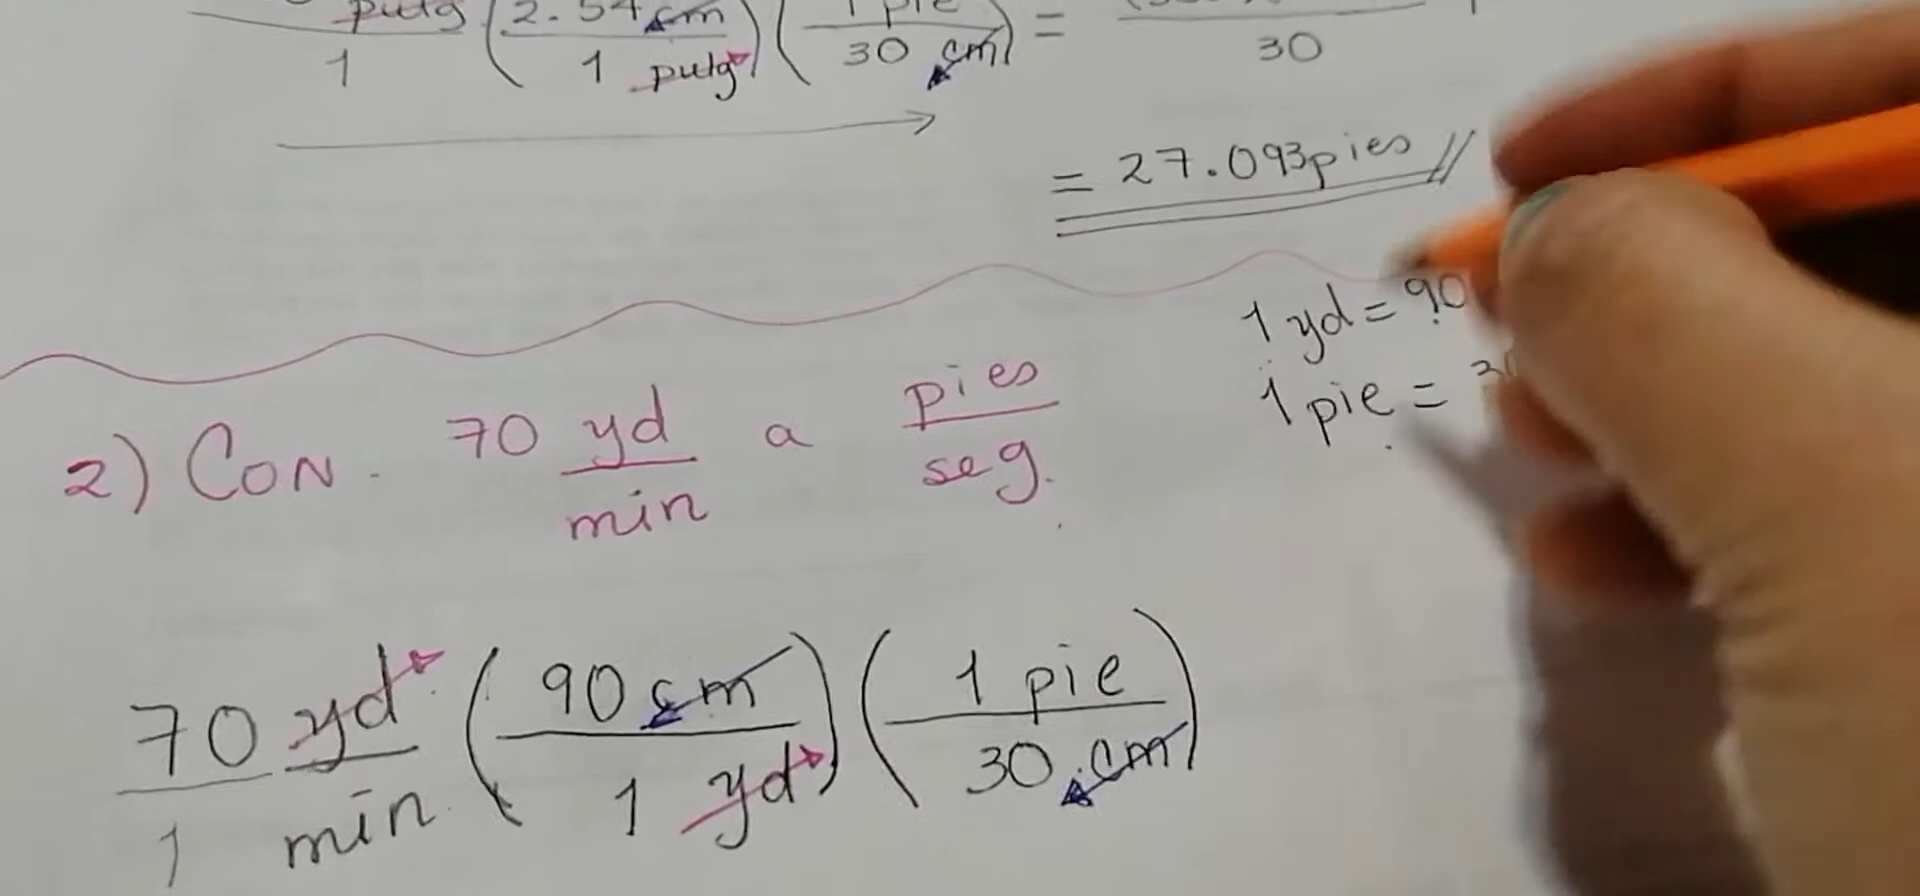 pulg (2.54 cm) (1 pie) =
1 1 pulg 30 cm 30
= 27.093 pies //
1 yd = 90
1 pie = 30
2) CON. 70 yd a pies
min seg.
70 yd (90 cm) (1 pie)
1 min 1 yd 30 cm